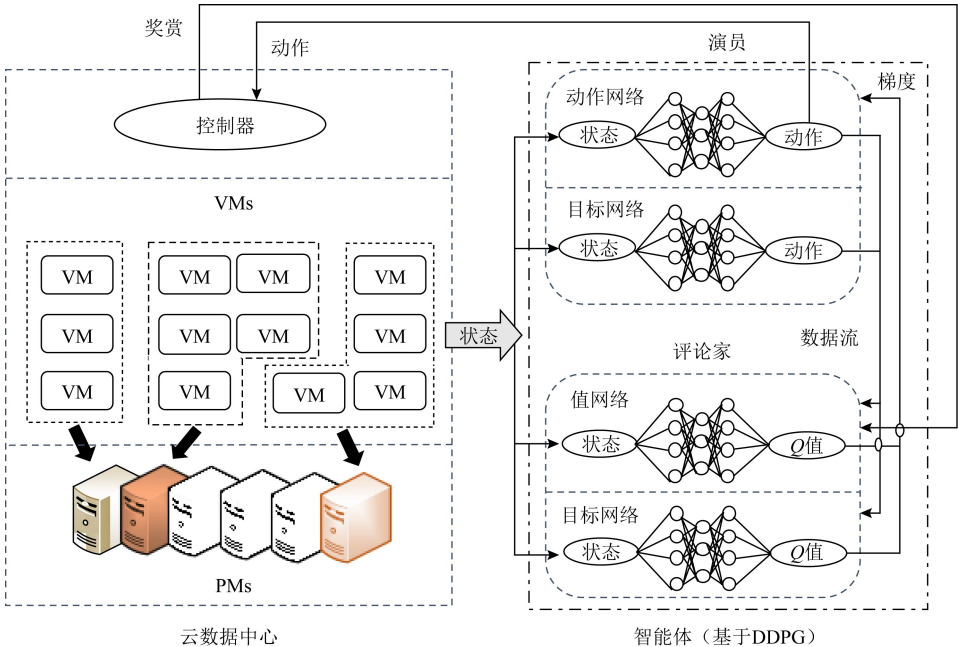 奖赏
动作
控制器
VMs
VM
VM
VM
VM
VM
VM
VM
VM
VM
VM
VM
VM
PMs
云数据中心
状态
演员
梯度
动作网络
状态
动作
目标网络
状态
动作
数据流
评论家
值网络
状态
Q值
目标网络
状态
Q值
智能体（基于DDPG）